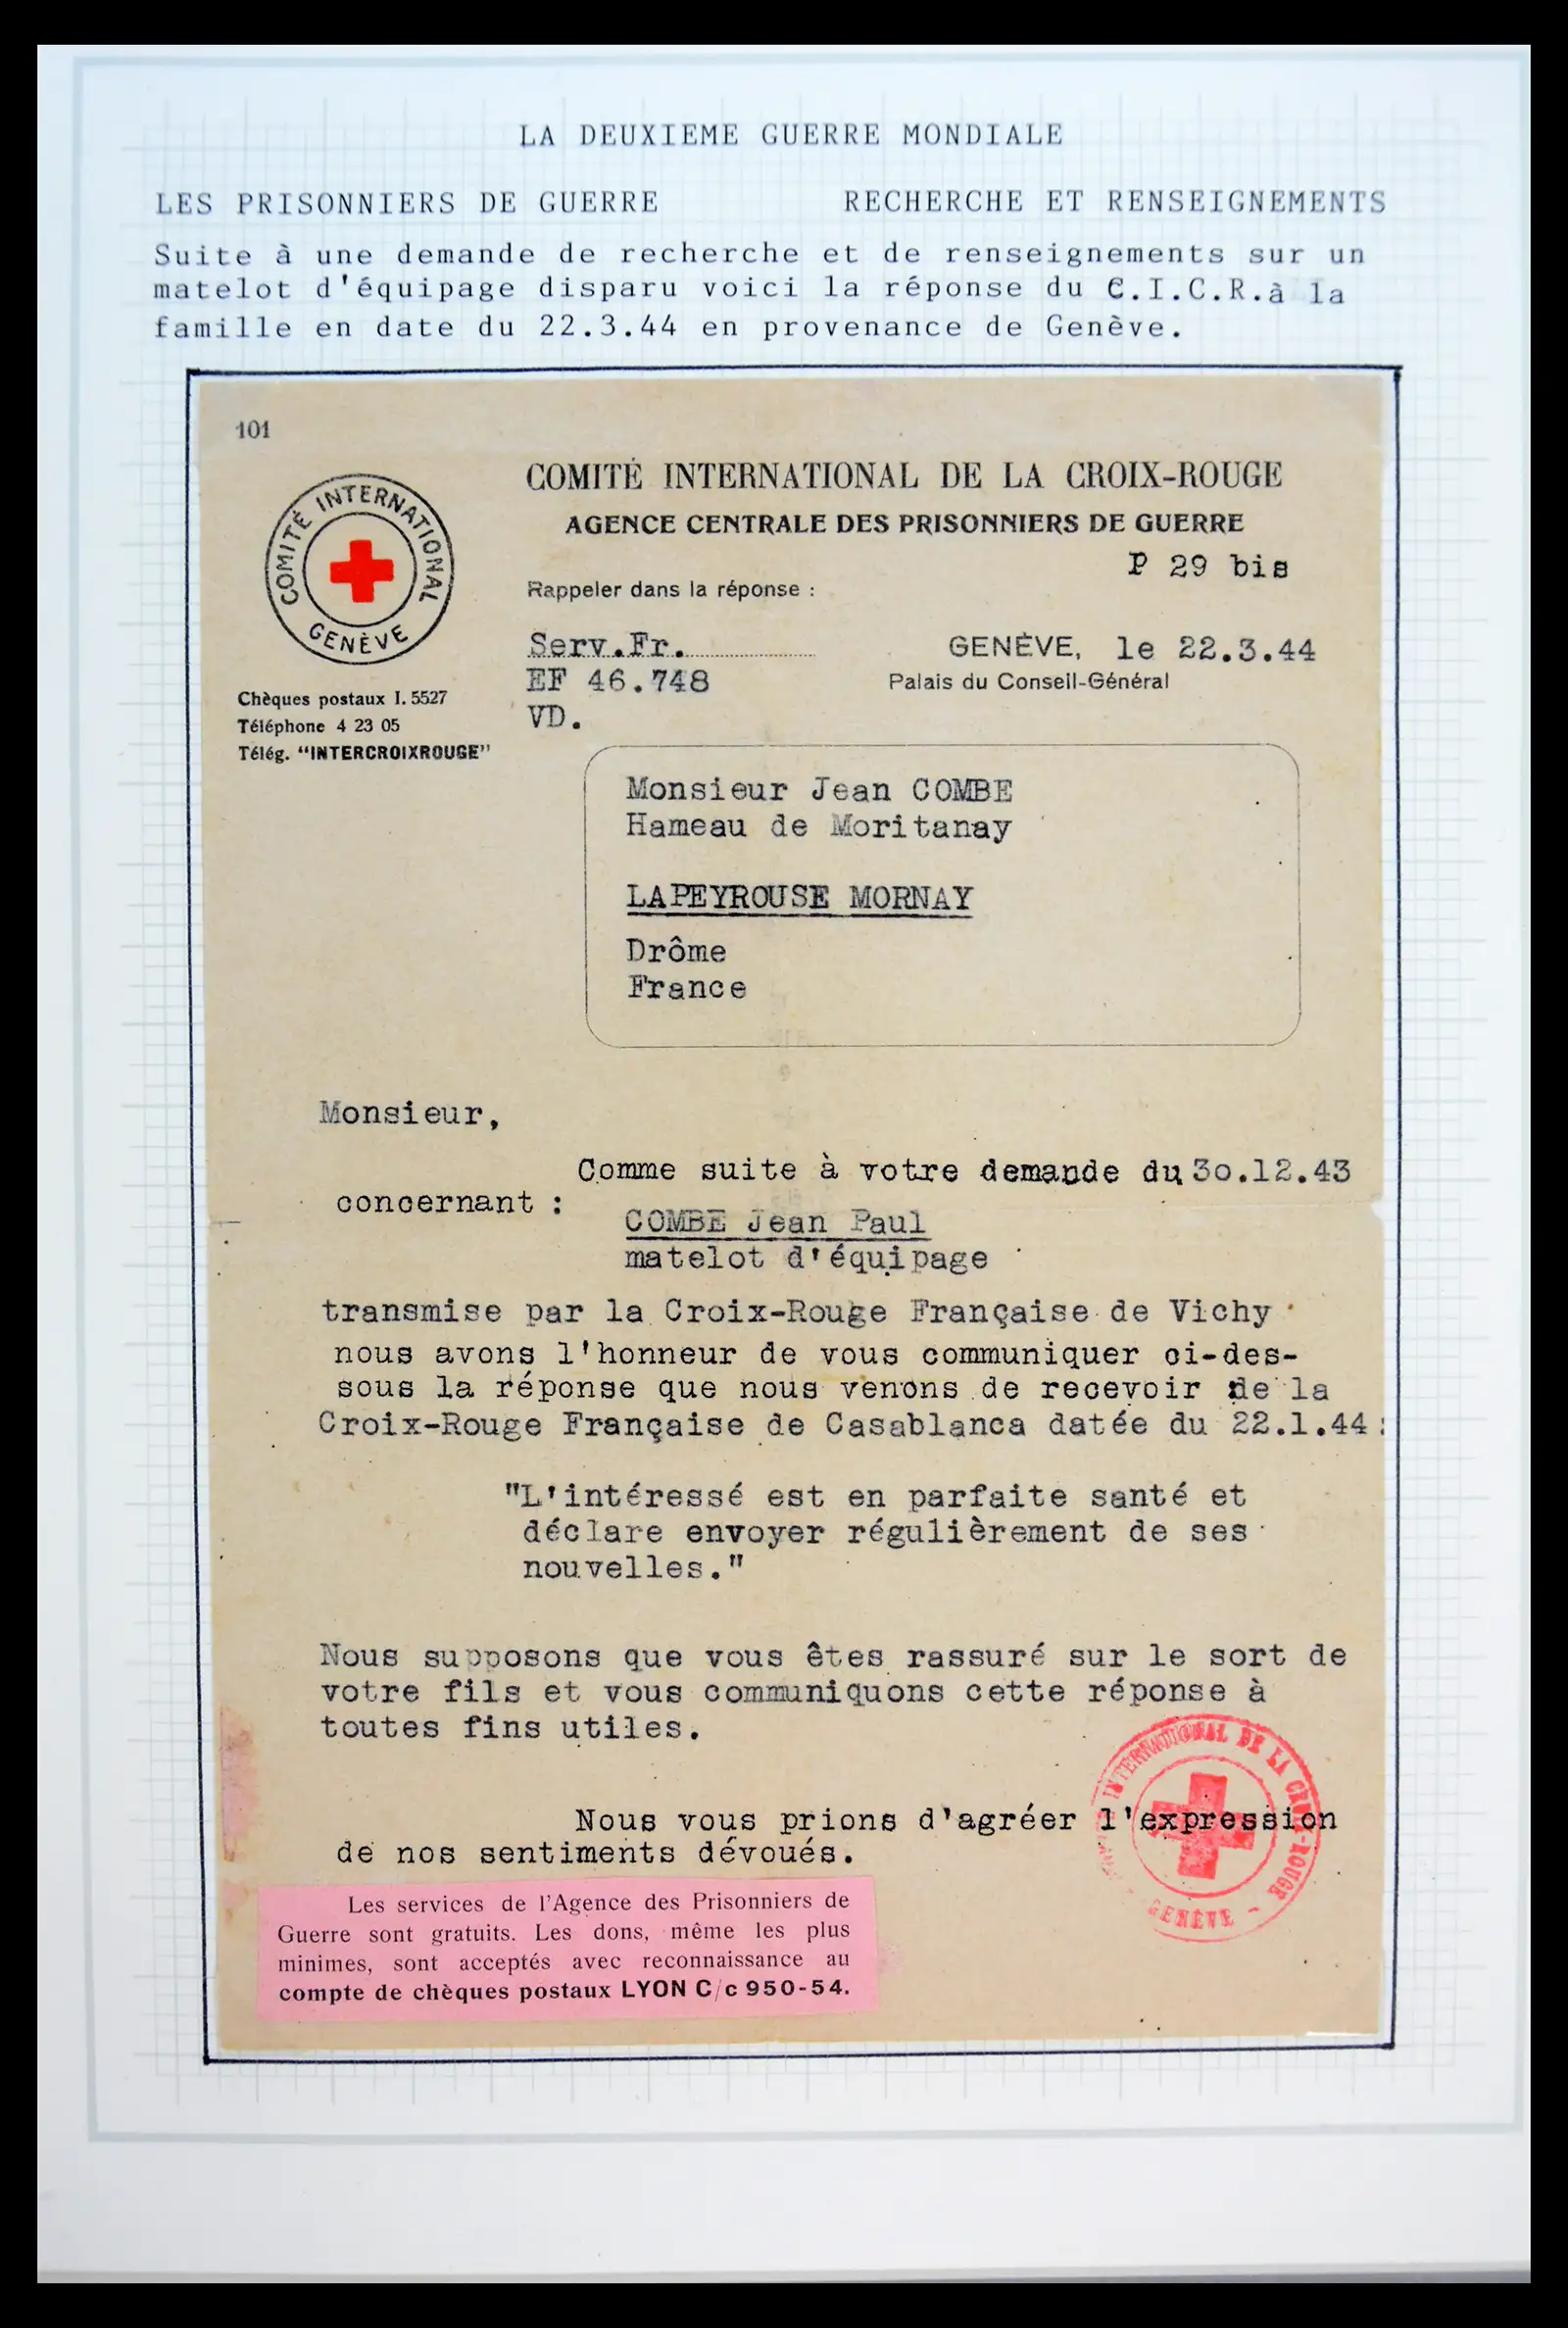 LA DEUXIEME GUERRE MONDIALE
LES PRISONNIERS DE GUERRE RECHERCHE ET RENSEIGNEMENTS
Suite à une demande de recherche et de renseignements sur un
matelot d'équipage disparu voici la réponse du C.I.C.R.à la
famille en date du 22.3.44 en provenance de Genève.
101
COMITÉ INTERNATIONAL
GENÈVE
COMITÉ INTERNATIONAL DE LA CROIX-ROUGE
AGENCE CENTRALE DES PRISONNIERS DE GUERRE
P 29 bis
Rappeler dans la réponse :
Serv.Fr.
EF 46.748
VD.
GENÈVE, le 22.3.44
Palais du Conseil-Général
Chèques postaux I. 5527
Téléphone 4 23 05
Télég. "INTERCROIXROUGE"
Monsieur Jean COMBE
Hameau de Moritanay
LAPEYROUSE MORNAY
Drôme
France
Monsieur,
Comme suite à votre demande du 30.12.43
concernant :
COMBE Jean Paul
matelot d'équipage
transmise par la Croix-Rouge Française de Vichy
nous avons l'honneur de vous communiquer ci-des-
sous la réponse que nous venons de recevoir de la
Croix-Rouge Française de Casablanca datée du 22.1.44 :
"L'intéressé est en parfaite santé et
déclare envoyer régulièrement de ses
nouvelles."
Nous supposons que vous êtes rassuré sur le sort de
votre fils et vous communiquons cette réponse à
toutes fins utiles.
Nous vous prions d'agréer l'expression
de nos sentiments dévoués.
INTERNATIONAL DE LA CROIX-ROUGE
- GENÈVE -
Les services de l'Agence des Prisonniers de
Guerre sont gratuits. Les dons, même les plus
minimes, sont acceptés avec reconnaissance au
compte de chèques postaux LYON C/c 950-54.